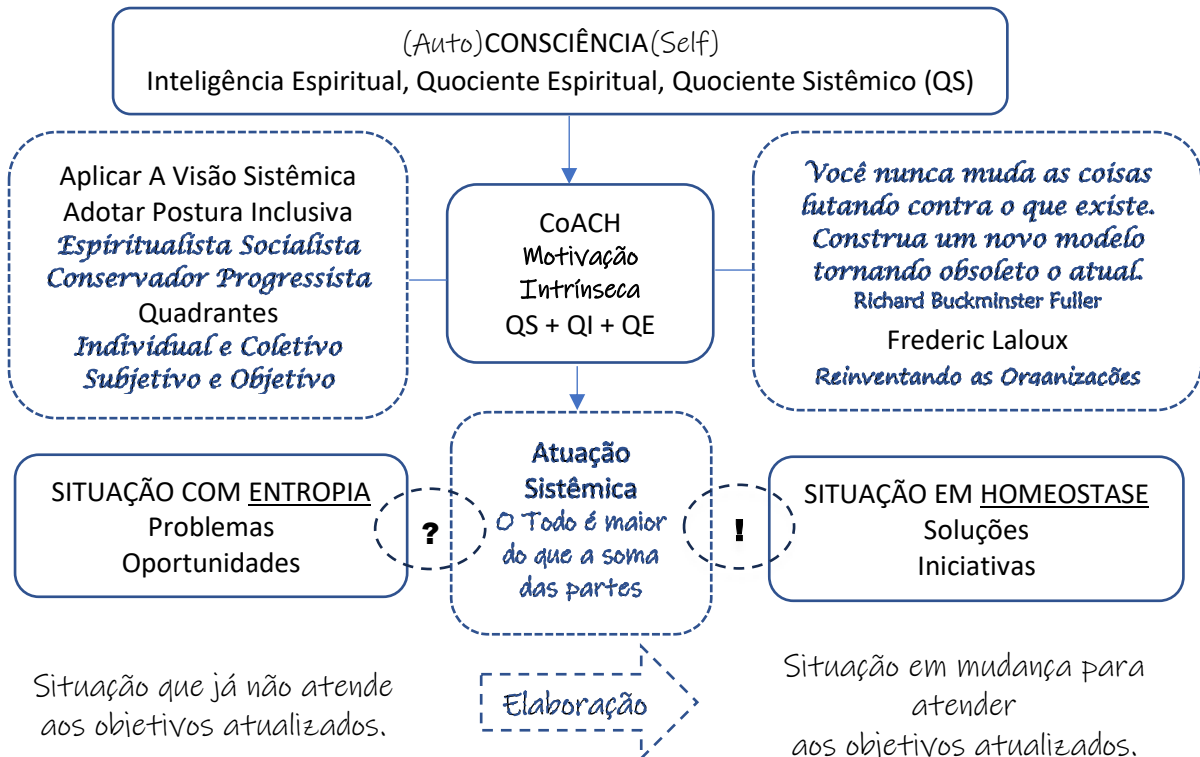 (Auto)CONSCIÊNCIA(Self)
Inteligência Espiritual, Quociente Espiritual, Quociente Sistêmico (QS)
Aplicar A Visão Sistêmica
Adotar Postura Inclusiva
Espiritualista Socialista
Conservador Progressista
Quadrantes
Individual e Coletivo
Subjetivo e Objetivo
CoACH
Motivação
Intrínseca
QS + QI + QE
Você nunca muda as coisas
lutando contra o que existe.
Construa um novo modelo
tornando obsoleto o atual.
Richard Buckminster Fuller
Frederic Laloux
Reinventando as Organizações
SITUAÇÃO COM ENTROPIA
Problemas
Oportunidades
?
Atuação
Sistêmica
O Todo é maior
do que a soma
das partes
!
SITUAÇÃO EM HOMEOSTASE
Soluções
Iniciativas
Situação que já não atende
aos objetivos atualizados.
Elaboração
Situação em mudança para
atender
aos objetivos atualizados.